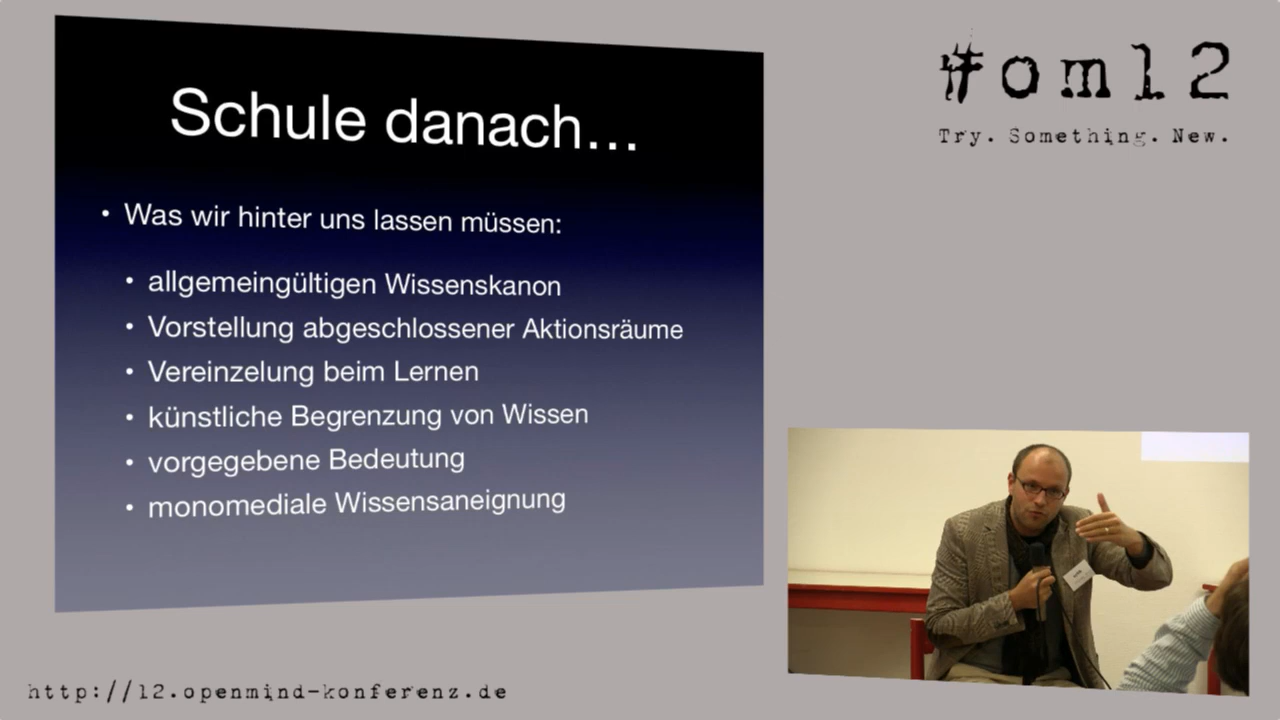 Schule danach...
• Was wir hinter uns lassen müssen:
• allgemeingültigen Wissenskanon
• Vorstellung abgeschlossener Aktionsräume
• Vereinzelung beim Lernen
• künstliche Begrenzung von Wissen
• vorgegebene Bedeutung
• monomediale Wissensaneignung
#om12
Try. Something. New.
http://12.openmind-konferenz.de